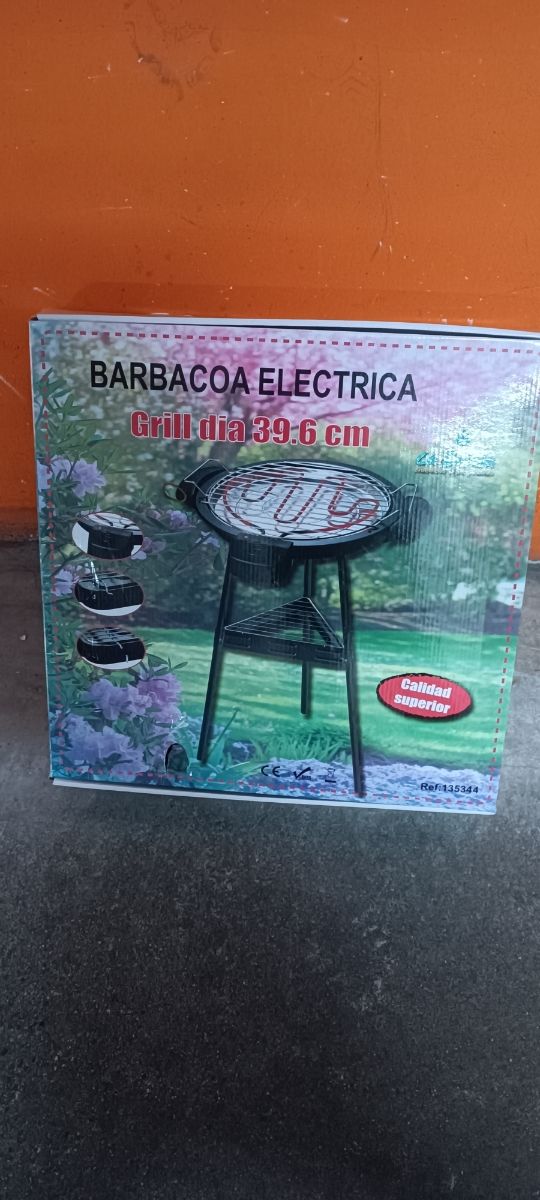 BARBACOA ELECTRICA
Grill dia 39.6 cm
Calidad
superior
CE
Ref:135344